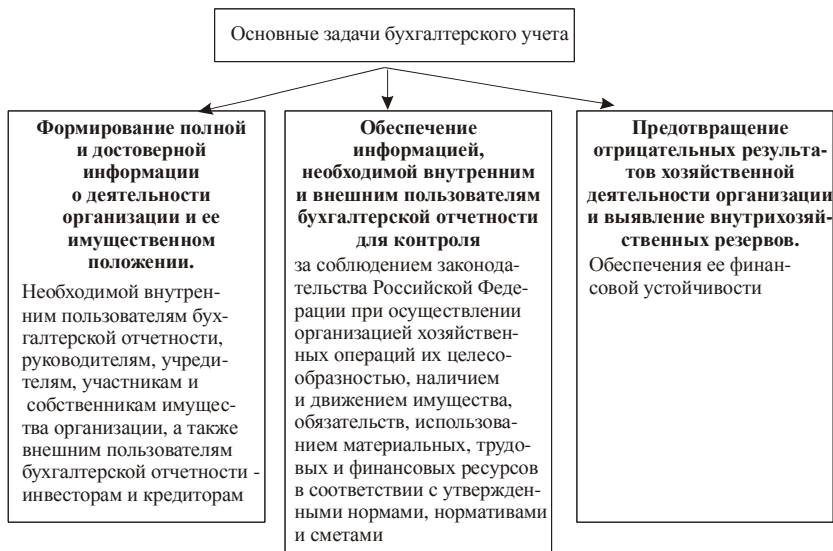 Основные задачи бухгалтерского учета
Формирование полной
и достоверной
информации
о деятельности
организации и ее
имущественном
положении.
Необходимой внутрен-
ним пользователям бух-
галтерской отчетности,
руководителям, учреди-
телям, участникам и
собственникам имущес-
тва организации, а также
внешним пользователям
бухгалтерской отчетности -
инвесторам и кредиторам
Обеспечение
информацией,
необходимой внутренним
и внешним пользователям
бухгалтерской отчетности
для контроля
за соблюдением законода-
тельства Российской Феде-
рации при осуществлении
организацией хозяйствен-
ных операций их целесо-
образностью, наличием
и движением имущества,
обязательств, использова-
нием материальных, трудо-
вых и финансовых ресурсов
в соответствии с утвержден-
ными нормами, нормативами
и сметами
Предотвращение
отрицательных результа-
тов хозяйственной
деятельности организации
и выявление внутрихозяй-
ственных резервов.
Обеспечения ее финан-
совой устойчивости